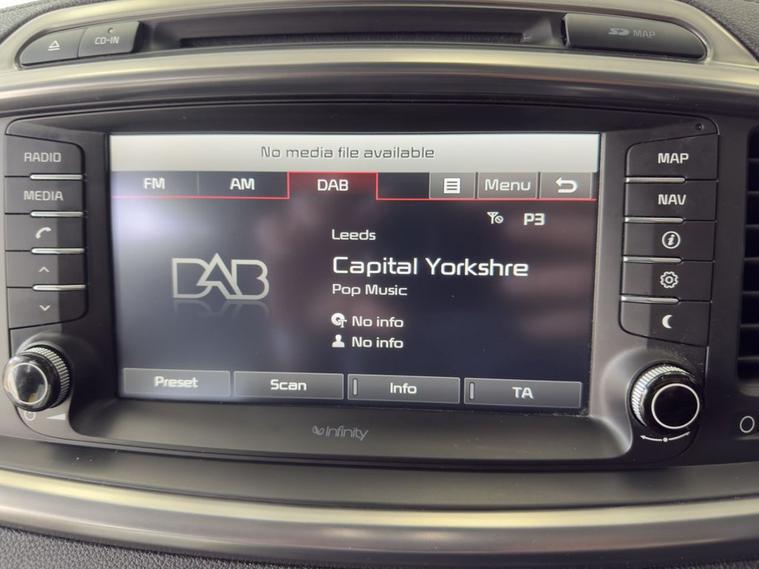 CD-IN
SD MAP
No media file available
RADIO
MEDIA
FM
AM
DAB
Menu
MAP
NAV
P3
Leeds
Capital Yorkshre
Pop Music
DAB
No info
No info
Preset
Scan
Info
TA
infinity